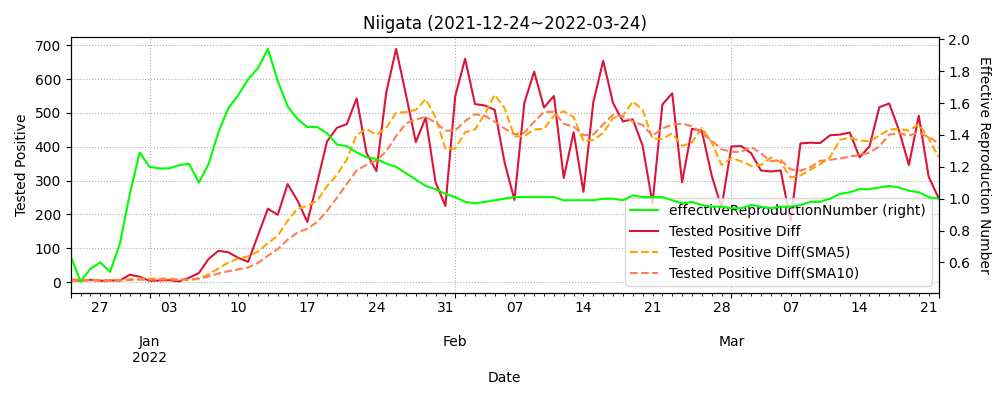 Niigata (2021-12-24~2022-03-24)
700
600
500
400
300
200
100
0
Tested Positive
2.0
1.8
1.6
1.4
1.2
1.0
0.8
0.6
Effective Reproduction Number
effectiveReproductionNumber (right)
Tested Positive Diff
Tested Positive Diff(SMA5)
Tested Positive Diff(SMA10)
27 03 10 17 24 31 07 14 21 28 07 14 21
Jan Feb Mar
2022
Date